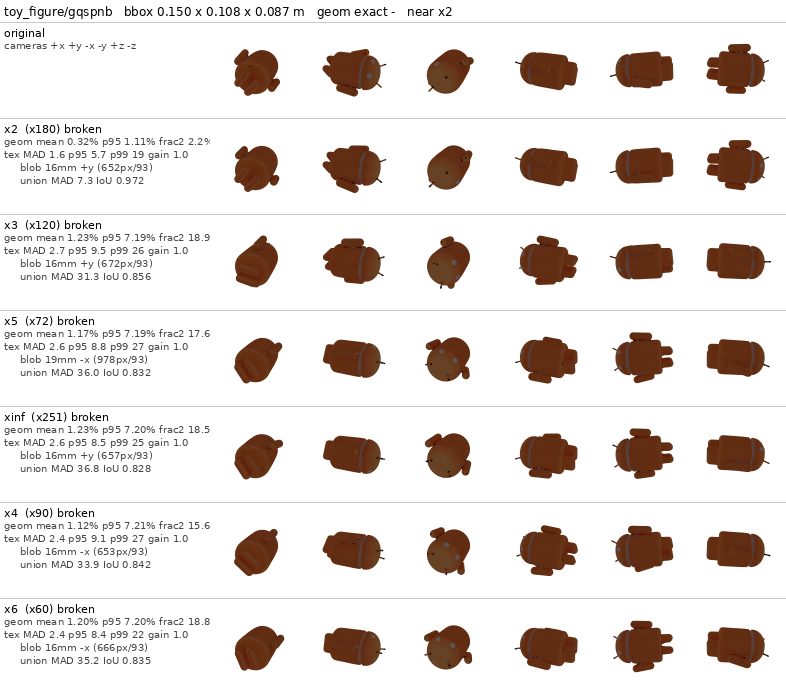 toy_figure/gqspnb   bbox 0.150 x 0.108 x 0.087 m   geom exact -   near x2
original
cameras +x +y -x -y +z -z
x2  (x180) broken
geom mean 0.32% p95 1.11% frac2 2.2%
tex MAD 1.6 p95 5.7 p99 19 gain 1.0
blob 16mm +y (652px/93)
union MAD 7.3 IoU 0.972
x3  (x120) broken
geom mean 1.23% p95 7.19% frac2 18.9
tex MAD 2.7 p95 9.5 p99 26 gain 1.0
blob 16mm +y (672px/93)
union MAD 31.3 IoU 0.856
x5  (x72) broken
geom mean 1.17% p95 7.19% frac2 17.6
tex MAD 2.6 p95 8.8 p99 27 gain 1.0
blob 19mm -x (978px/93)
union MAD 36.0 IoU 0.832
xinf  (x251) broken
geom mean 1.23% p95 7.20% frac2 18.5
tex MAD 2.6 p95 8.5 p99 25 gain 1.0
blob 16mm +y (657px/93)
union MAD 36.8 IoU 0.828
x4  (x90) broken
geom mean 1.12% p95 7.21% frac2 15.6
tex MAD 2.4 p95 9.1 p99 27 gain 1.0
blob 16mm -x (653px/93)
union MAD 33.9 IoU 0.842
x6  (x60) broken
geom mean 1.20% p95 7.20% frac2 18.8
tex MAD 2.4 p95 8.4 p99 22 gain 1.0
blob 16mm -x (666px/93)
union MAD 35.2 IoU 0.835